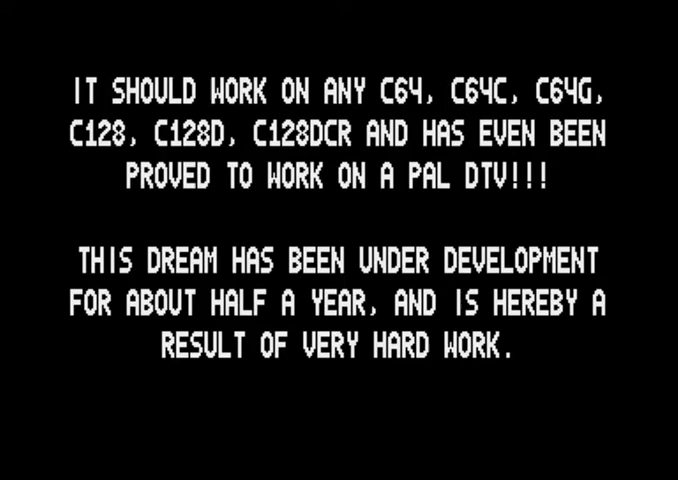 IT SHOULD WORK ON ANY C64, C64C, C64G,
C128, C128D, C128DCR AND HAS EVEN BEEN
PROVED TO WORK ON A PAL DTV!!!
THIS DREAM HAS BEEN UNDER DEVELOPMENT
FOR ABOUT HALF A YEAR, AND IS HEREBY A
RESULT OF VERY HARD WORK.